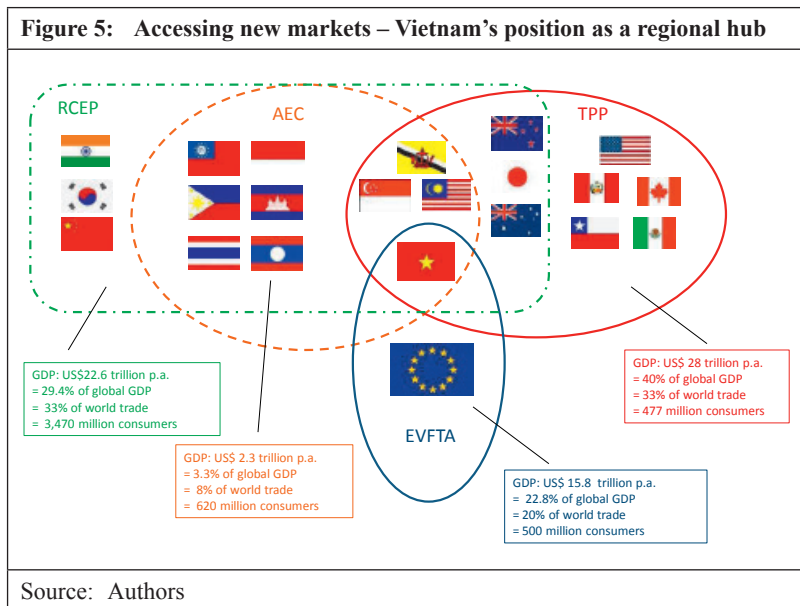 Figure 5: Accessing new markets – Vietnam's position as a regional hub
RCEP
AEC
TPP
EVFTA
GDP: US$22.6 trillion p.a.
= 29.4% of global GDP
= 33% of world trade
= 3,470 million consumers
GDP: US$ 2.3 trillion p.a.
= 3.3% of global GDP
= 8% of world trade
= 620 million consumers
GDP: US$ 15.8 trillion p.a.
= 22.8% of global GDP
= 20% of world trade
= 500 million consumers
GDP: US$ 28 trillion p.a.
= 40% of global GDP
= 33% of world trade
= 477 million consumers
Source: Authors